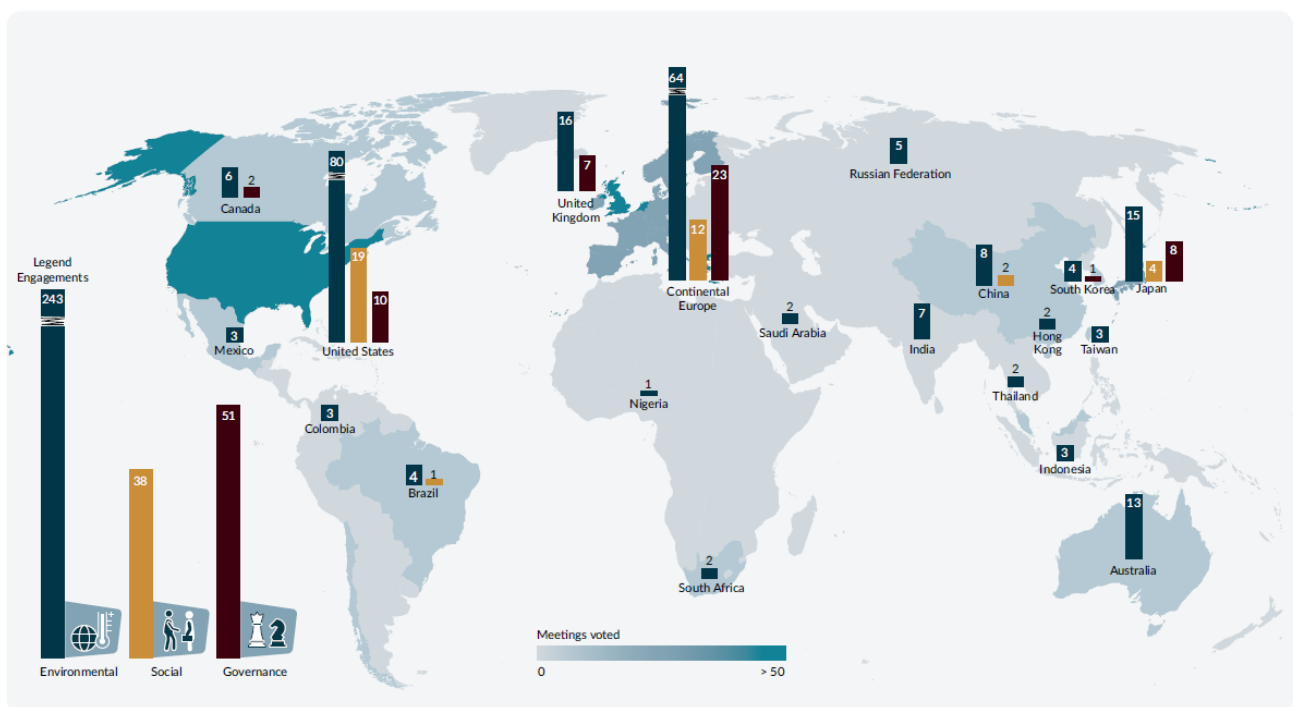 64
16
7
United
Kingdom
23
12
Continental
Europe
5
Russian Federation
80
19
10
United States
6
2
Canada
15
4
8
Japan
8
2
China
4
1
South Korea
Legend
Engagements
243
Environmental
38
Social
51
Governance
3
Mexico
2
Saudi Arabia
7
India
2
Hong
Kong
3
Taiwan
2
Thailand
1
Nigeria
3
Colombia
4
1
Brazil
3
Indonesia
13
Australia
2
South Africa
Meetings voted
0
> 50